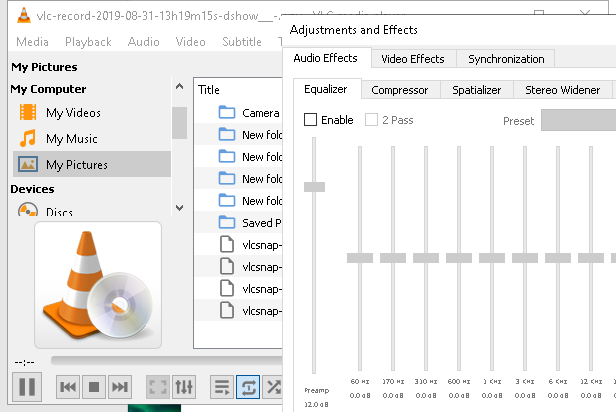 vlc-record-2019-08-31-13h19m15s-dshow__-.
Media Playback Audio Video Subtitle
My Pictures
My Computer
My Videos
My Music
My Pictures
Devices
Discs
Title
Camera
New fold
New fold
New fold
New fold
Saved P
vlcsnap-
vlcsnap-
vlcsnap-
vlcsnap-
--:--
Adjustments and Effects
Audio Effects Video Effects Synchronization
Equalizer Compressor Spatializer Stereo Widener
Enable 2 Pass Preset
60 Hz 170 Hz 310 Hz 600 Hz 1 KHz 3 KHz 6 KHz 12 KHz
Preamp 0.0 dB 0.0 dB 0.0 dB 0.0 dB 0.0 dB 0.0 dB 0.0 dB 0.0 dB
12.0 dB